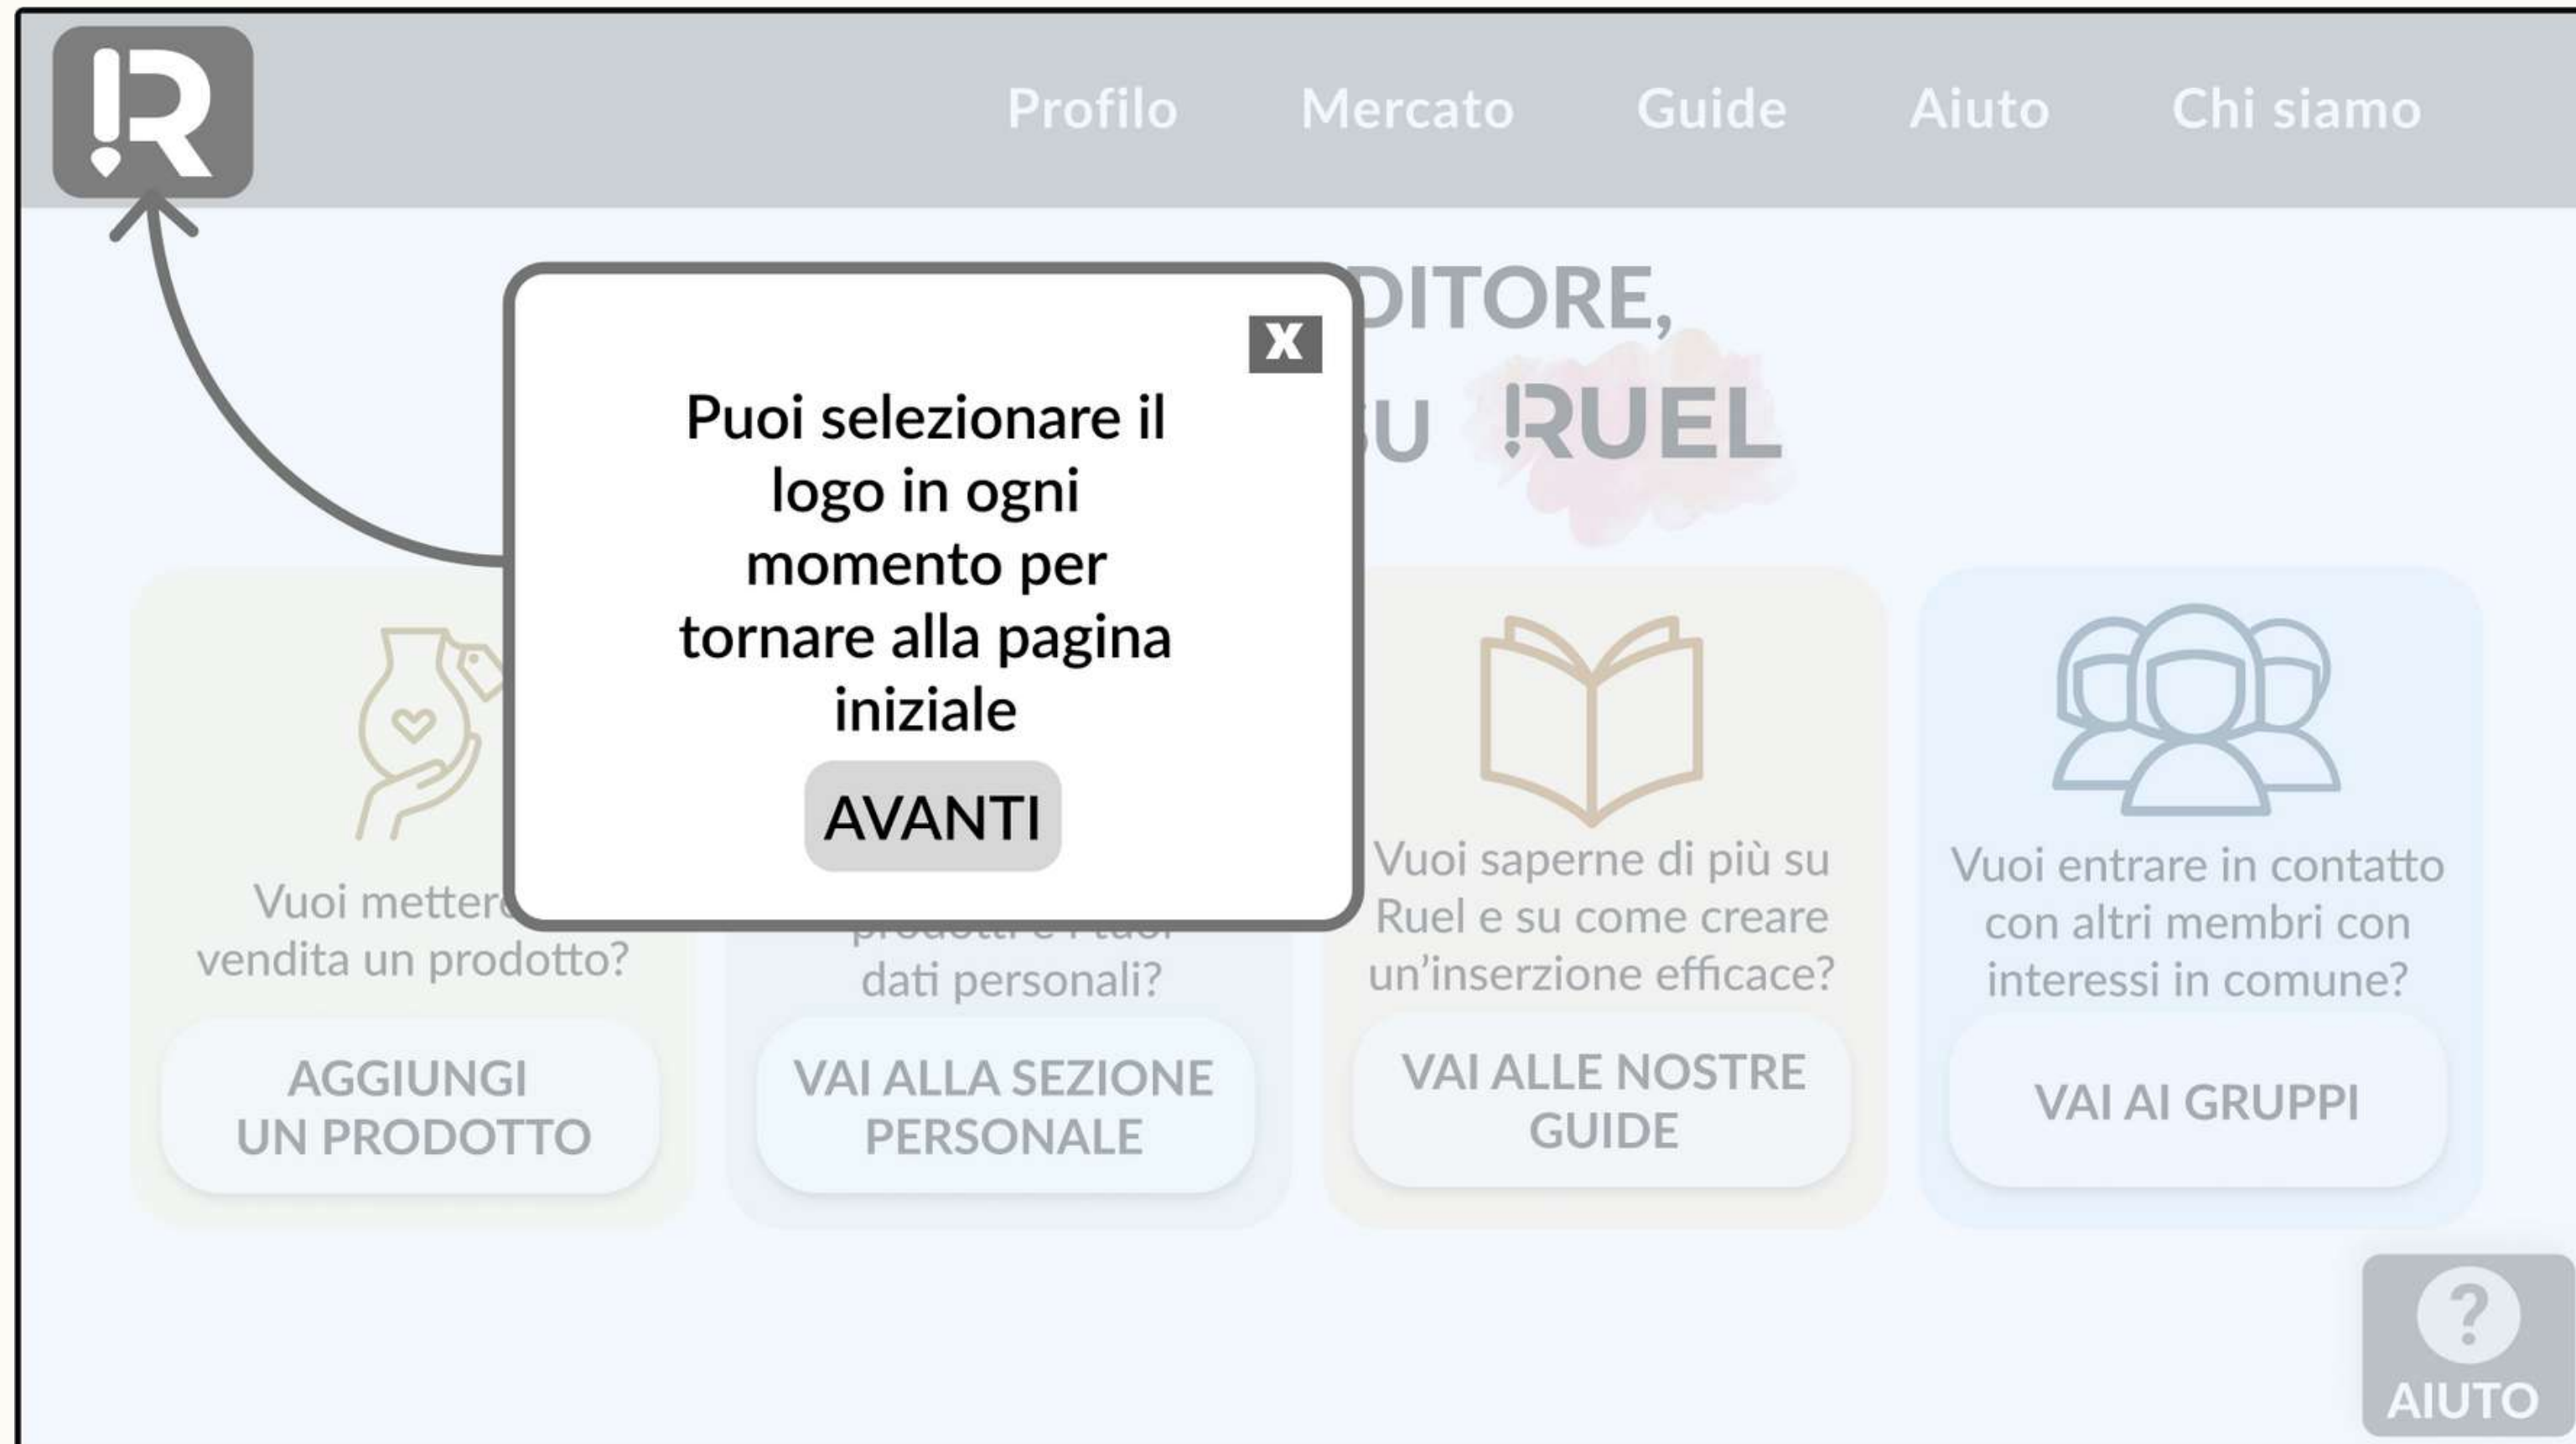 R
Profilo Mercato Guide Aiuto Chi siamo
DITORE,
SU RUEL
X
Puoi selezionare il
logo in ogni
momento per
tornare alla pagina
iniziale
AVANTI
Vuoi mettere
vendita un prodotto?
AGGIUNGI
UN PRODOTTO
prodotti e i tuoi
dati personali?
VAI ALLA SEZIONE
PERSONALE
Vuoi saperne di più su
Ruel e su come creare
un'inserzione efficace?
VAI ALLE NOSTRE
GUIDE
Vuoi entrare in contatto
con altri membri con
interessi in comune?
VAI AI GRUPPI
?
AIUTO